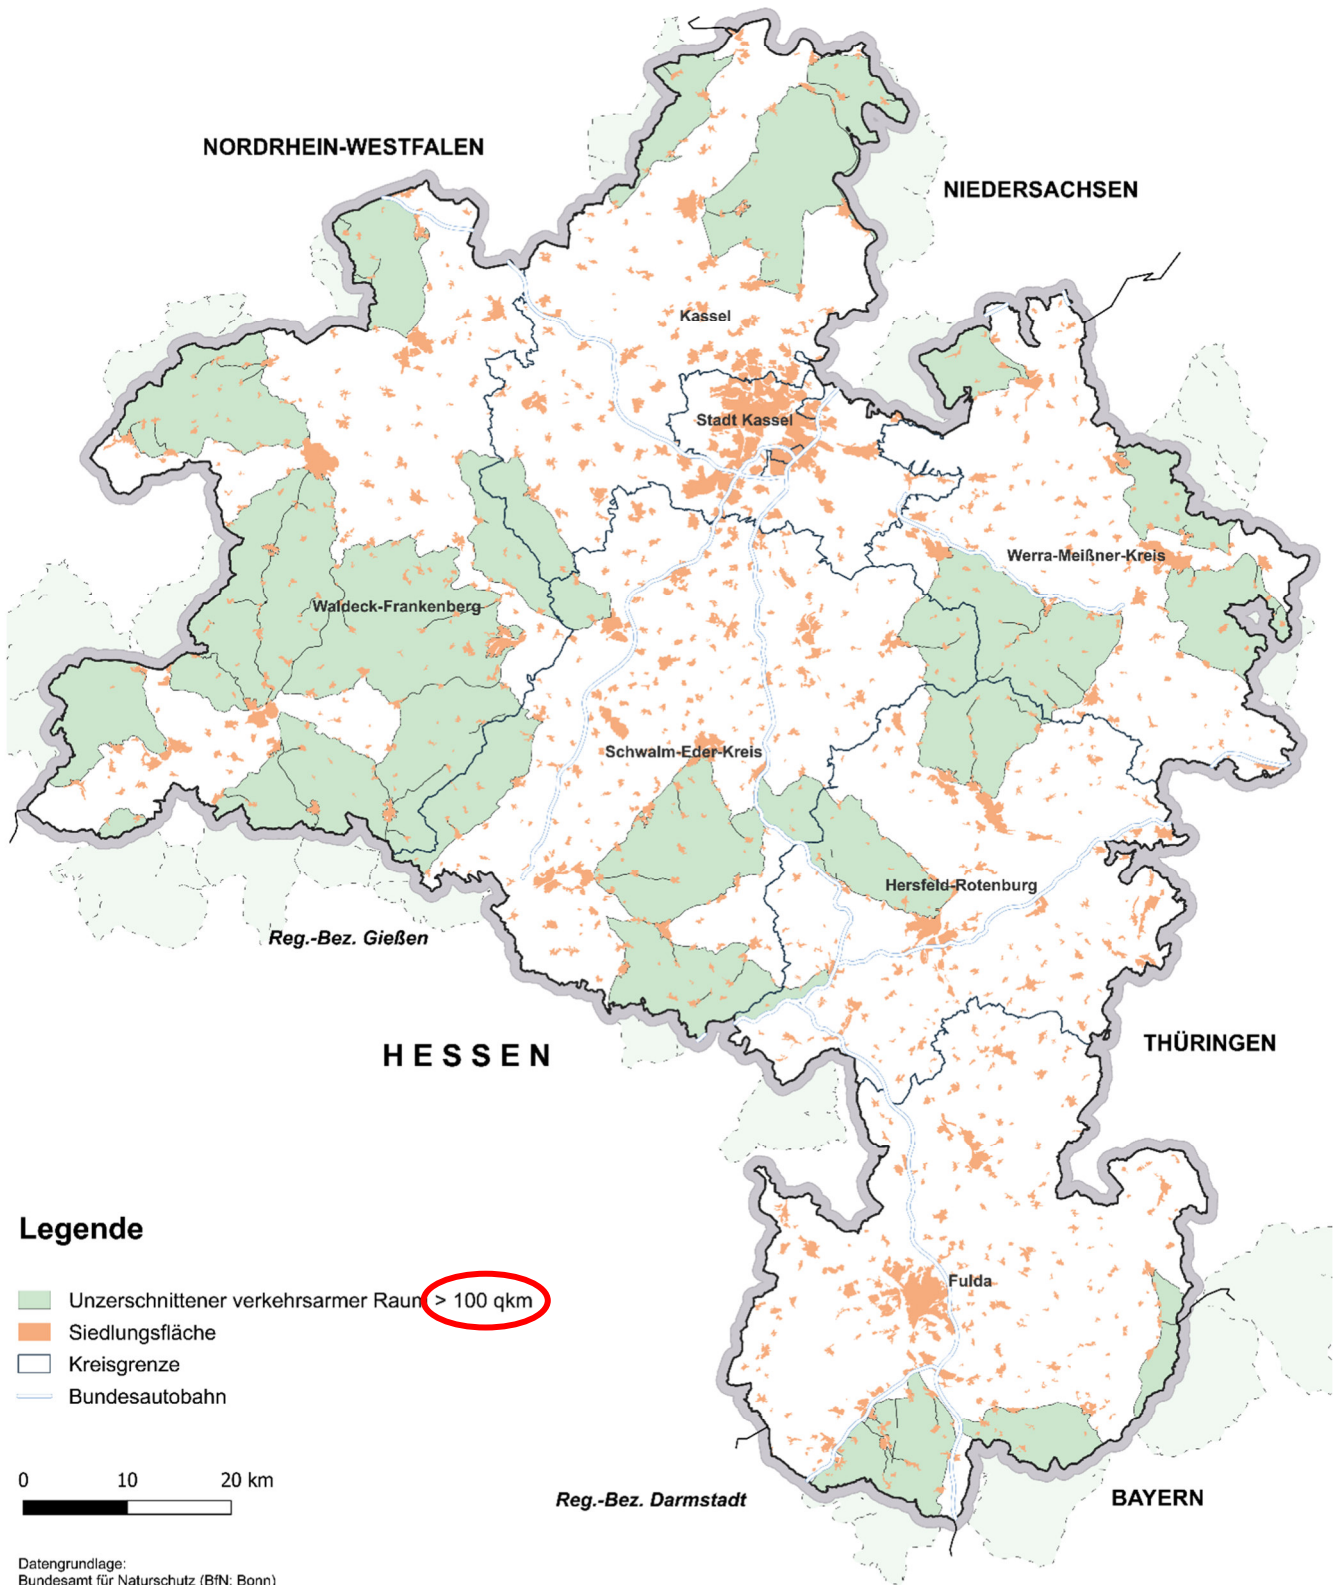 NORDRHEIN-WESTFALEN
NIEDERSACHSEN
Kassel
Stadt Kassel
Werra-Meißner-Kreis
Waldeck-Frankenberg
Schwalm-Eder-Kreis
Hersfeld-Rotenburg
Reg.-Bez. Gießen
HESSEN
THÜRINGEN
Fulda
Reg.-Bez. Darmstadt
BAYERN
Legende
Unzerschnittener verkehrsarmer Raum > 100 qkm
Siedlungsfläche
Kreisgrenze
Bundesautobahn
0 10 20 km
Datengrundlage:
Bundesamt für Naturschutz (BfN; Bonn)